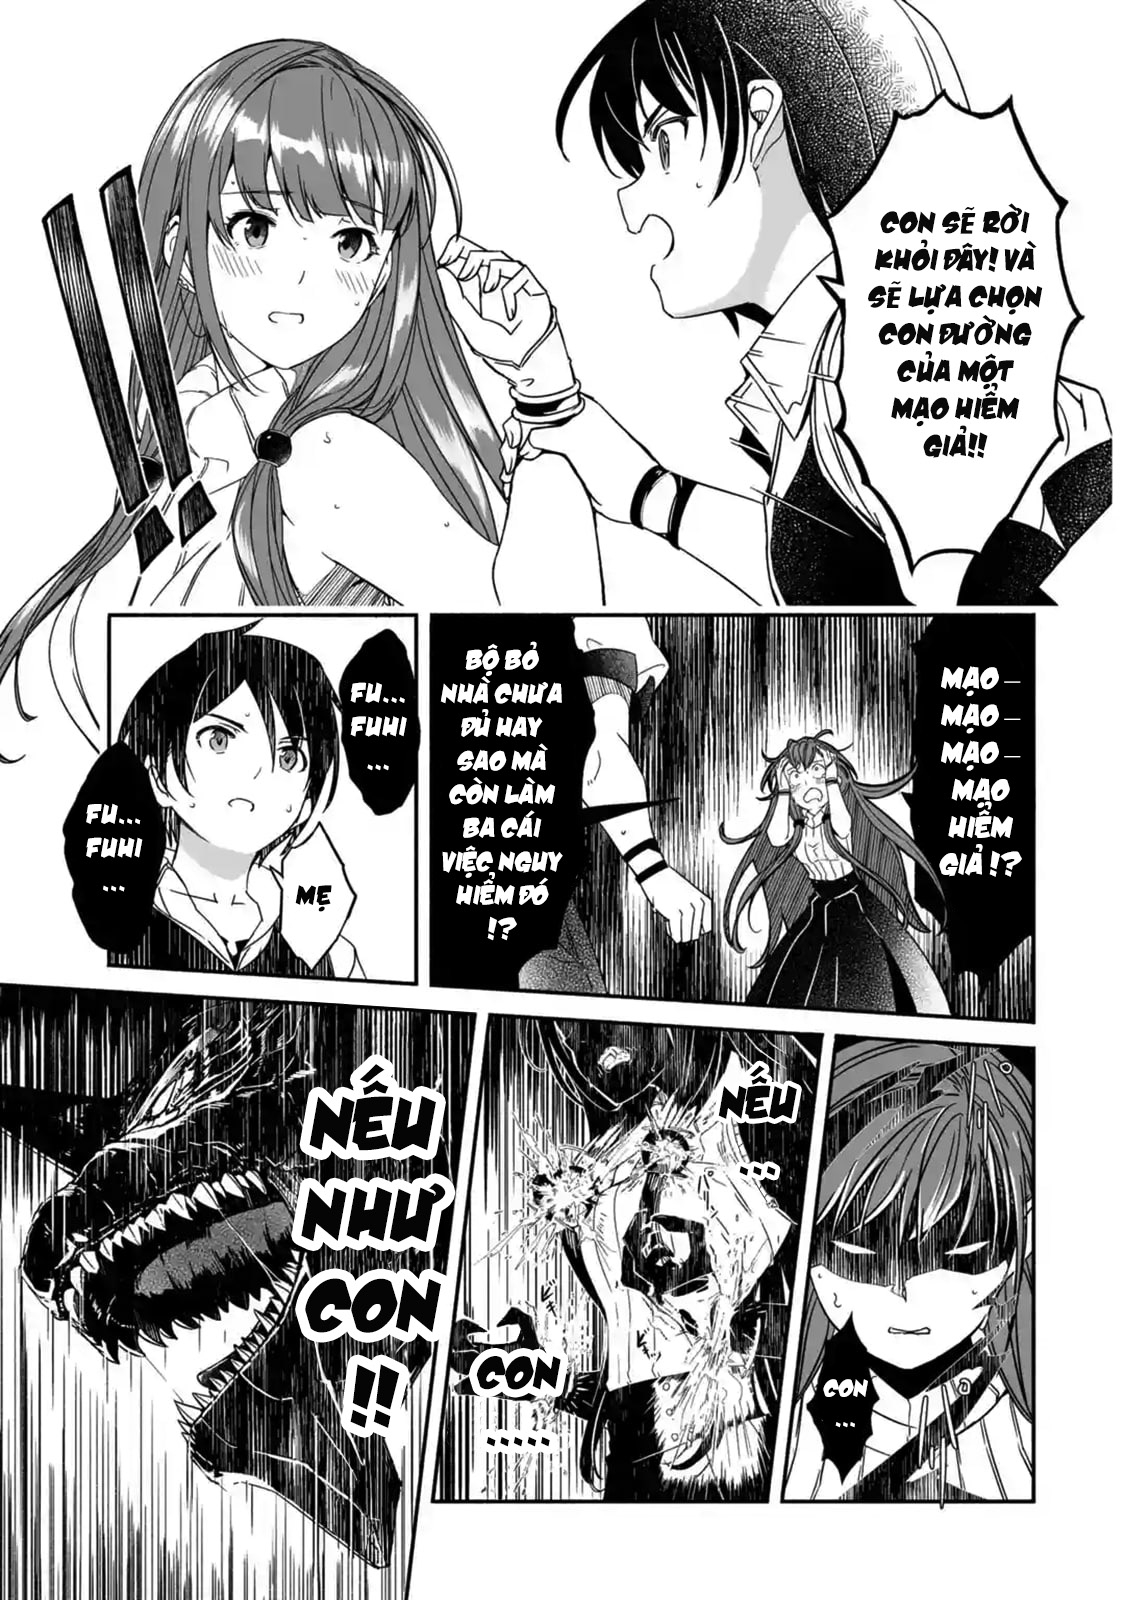 CON SẼ RỜI
KHỎI ĐÂY! VÀ
SẼ LỰA CHỌN
CON ĐƯỜNG
CỦA MỘT
MẠO HIỂM
GIẢ!!
MẠO –
MẠO –
MẠO –
MẠO
HIỂM
GIẢ!?
BỘ BỎ
NHÀ CHƯA
ĐỦ HAY
SAO MÀ
CÒN LÀM
BA CÁI
VIỆC NGUY
HIỂM ĐÓ
!?
FU...
FUHI
...
FU...
FUHI
...
MẸ
CON
...
NẾU
...
CON
.....
NẾU
NHƯ
CON
!!